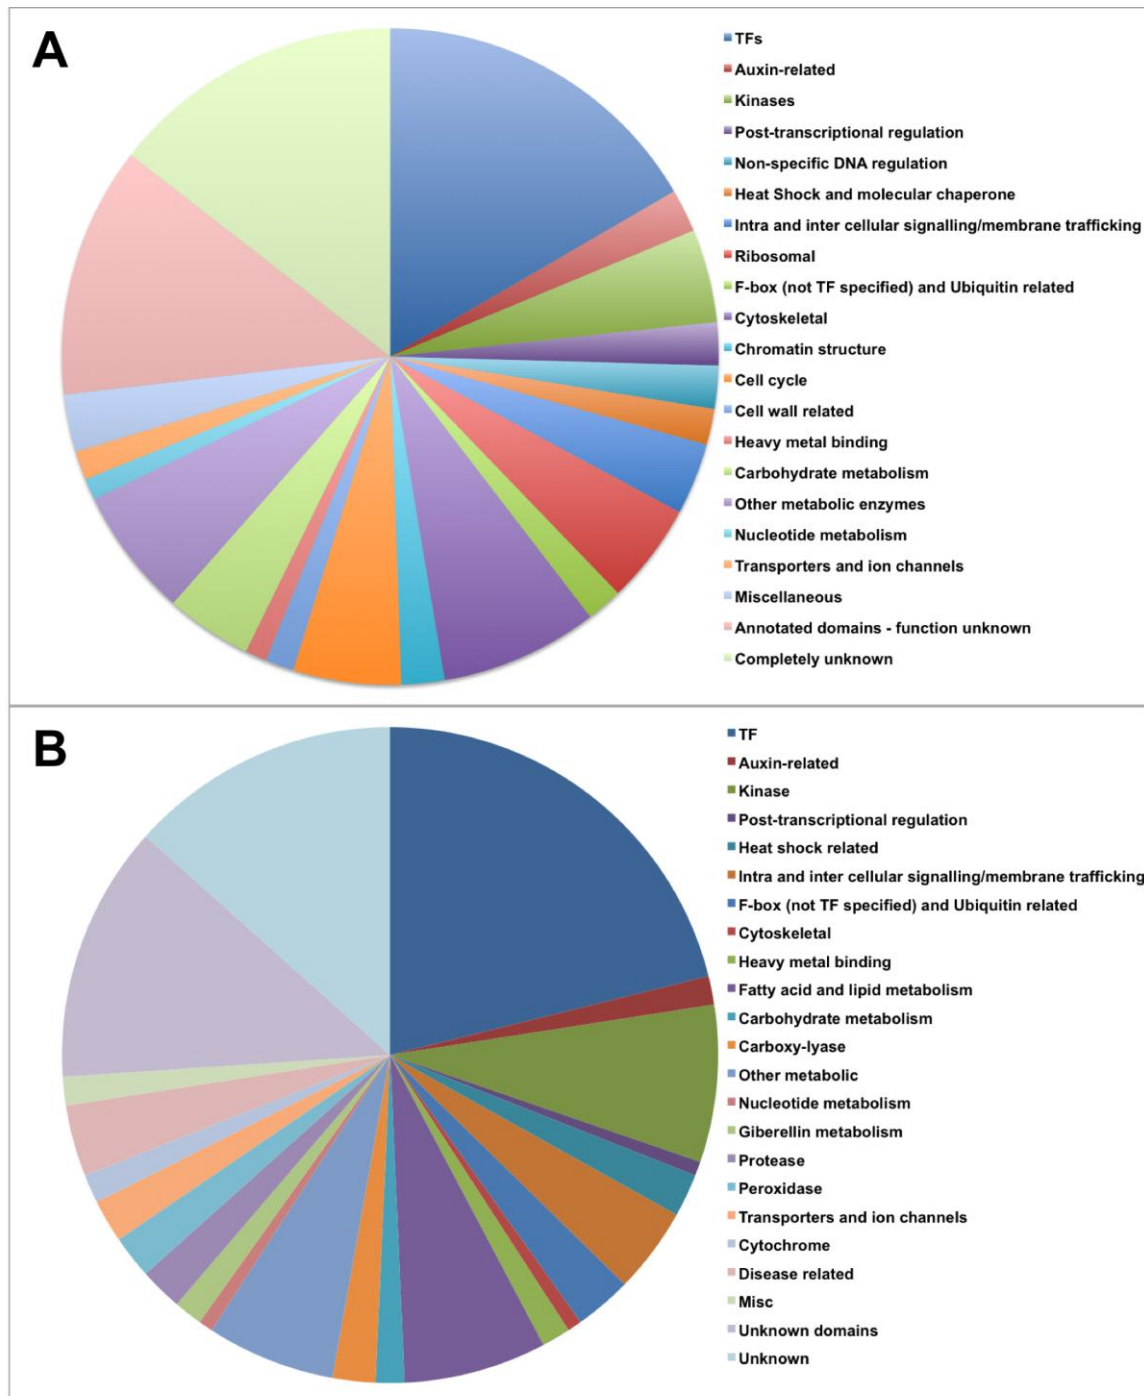 A
TFs
Auxin-related
Kinases
Post-transcriptional regulation
Non-specific DNA regulation
Heat Shock and molecular chaperone
Intra and inter cellular signalling/membrane trafficking
Ribosomal
F-box (not TF specified) and Ubiquitin related
Cytoskeletal
Chromatin structure
Cell cycle
Cell wall related
Heavy metal binding
Carbohydrate metabolism
Other metabolic enzymes
Nucleotide metabolism
Transporters and ion channels
Miscellaneous
Annotated domains - function unknown
Completely unknown
B
TF
Auxin-related
Kinase
Post-transcriptional regulation
Heat shock related
Intra and inter cellular signalling/membrane trafficking
F-box (not TF specified) and Ubiquitin related
Cytoskeletal
Heavy metal binding
Fatty acid and lipid metabolism
Carbohydrate metabolism
Carboxy-lyase
Other metabolic
Nucleotide metabolism
Giberellin metabolism
Protease
Peroxidase
Transporters and ion channels
Cytochrome
Disease related
Misc
Unknown domains
Unknown